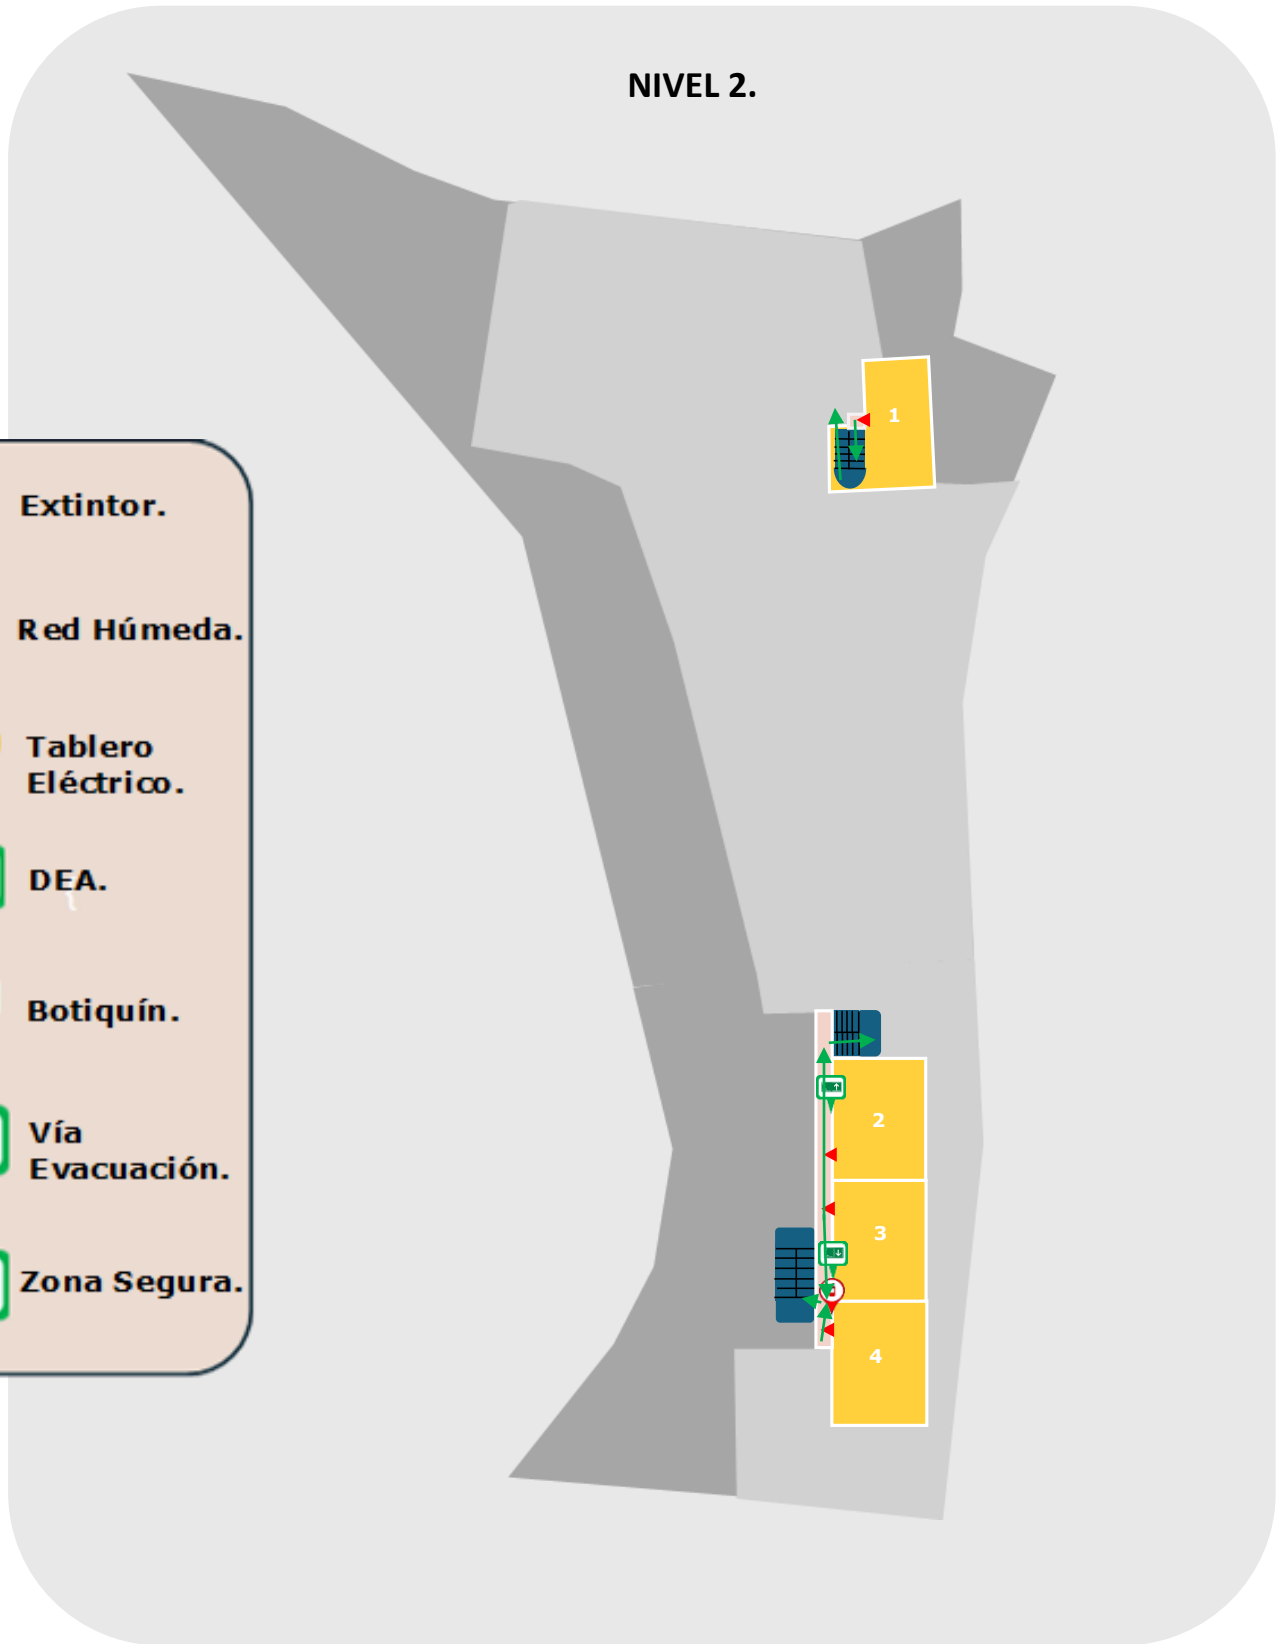 NIVEL 2.
1
Extintor.
Red Húmeda.
Tablero
Eléctrico.
DEA.
Botiquín.
Vía
Evacuación.
Zona Segura.
2
3
4